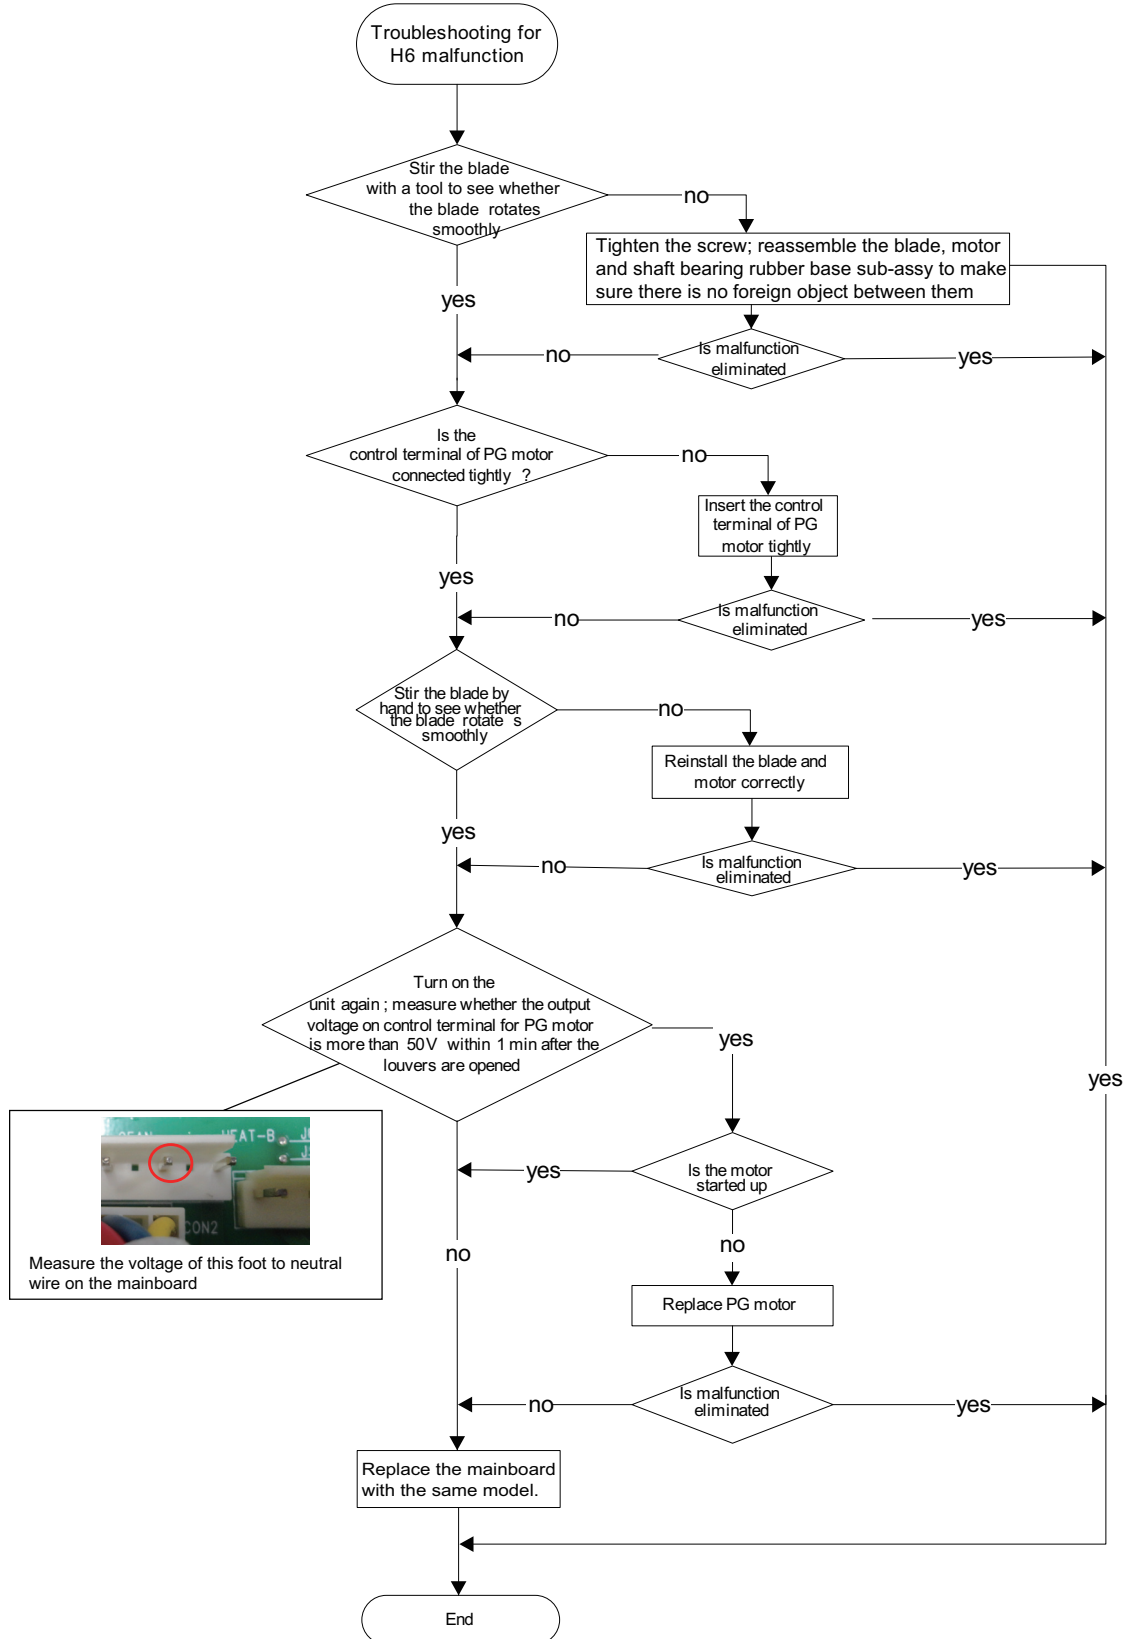 Troubleshooting for
H6 malfunction
Stir the blade
with a tool to see whether
the blade rotates
smoothly
no
Tighten the screw; reassemble the blade, motor
and shaft bearing rubber base sub-assy to make
sure there is no foreign object between them
yes
Is malfunction
eliminated
no
yes
Is the
control terminal of PG motor
connected tightly ?
no
Insert the control
terminal of PG
motor tightly
yes
Is malfunction
eliminated
no
yes
Stir the blade by
hand to see whether
the blade rotate s
smoothly
no
Reinstall the blade and
motor correctly
yes
Is malfunction
eliminated
no
yes
Turn on the
unit again ; measure whether the output
voltage on control terminal for PG motor
is more than 50V within 1 min after the
louvers are opened
yes
yes
HEAT-B
CON2
Measure the voltage of this foot to neutral
wire on the mainboard
Is the motor
started up
yes
no
no
Replace PG motor
Is malfunction
eliminated
no
yes
Replace the mainboard
with the same model.
End